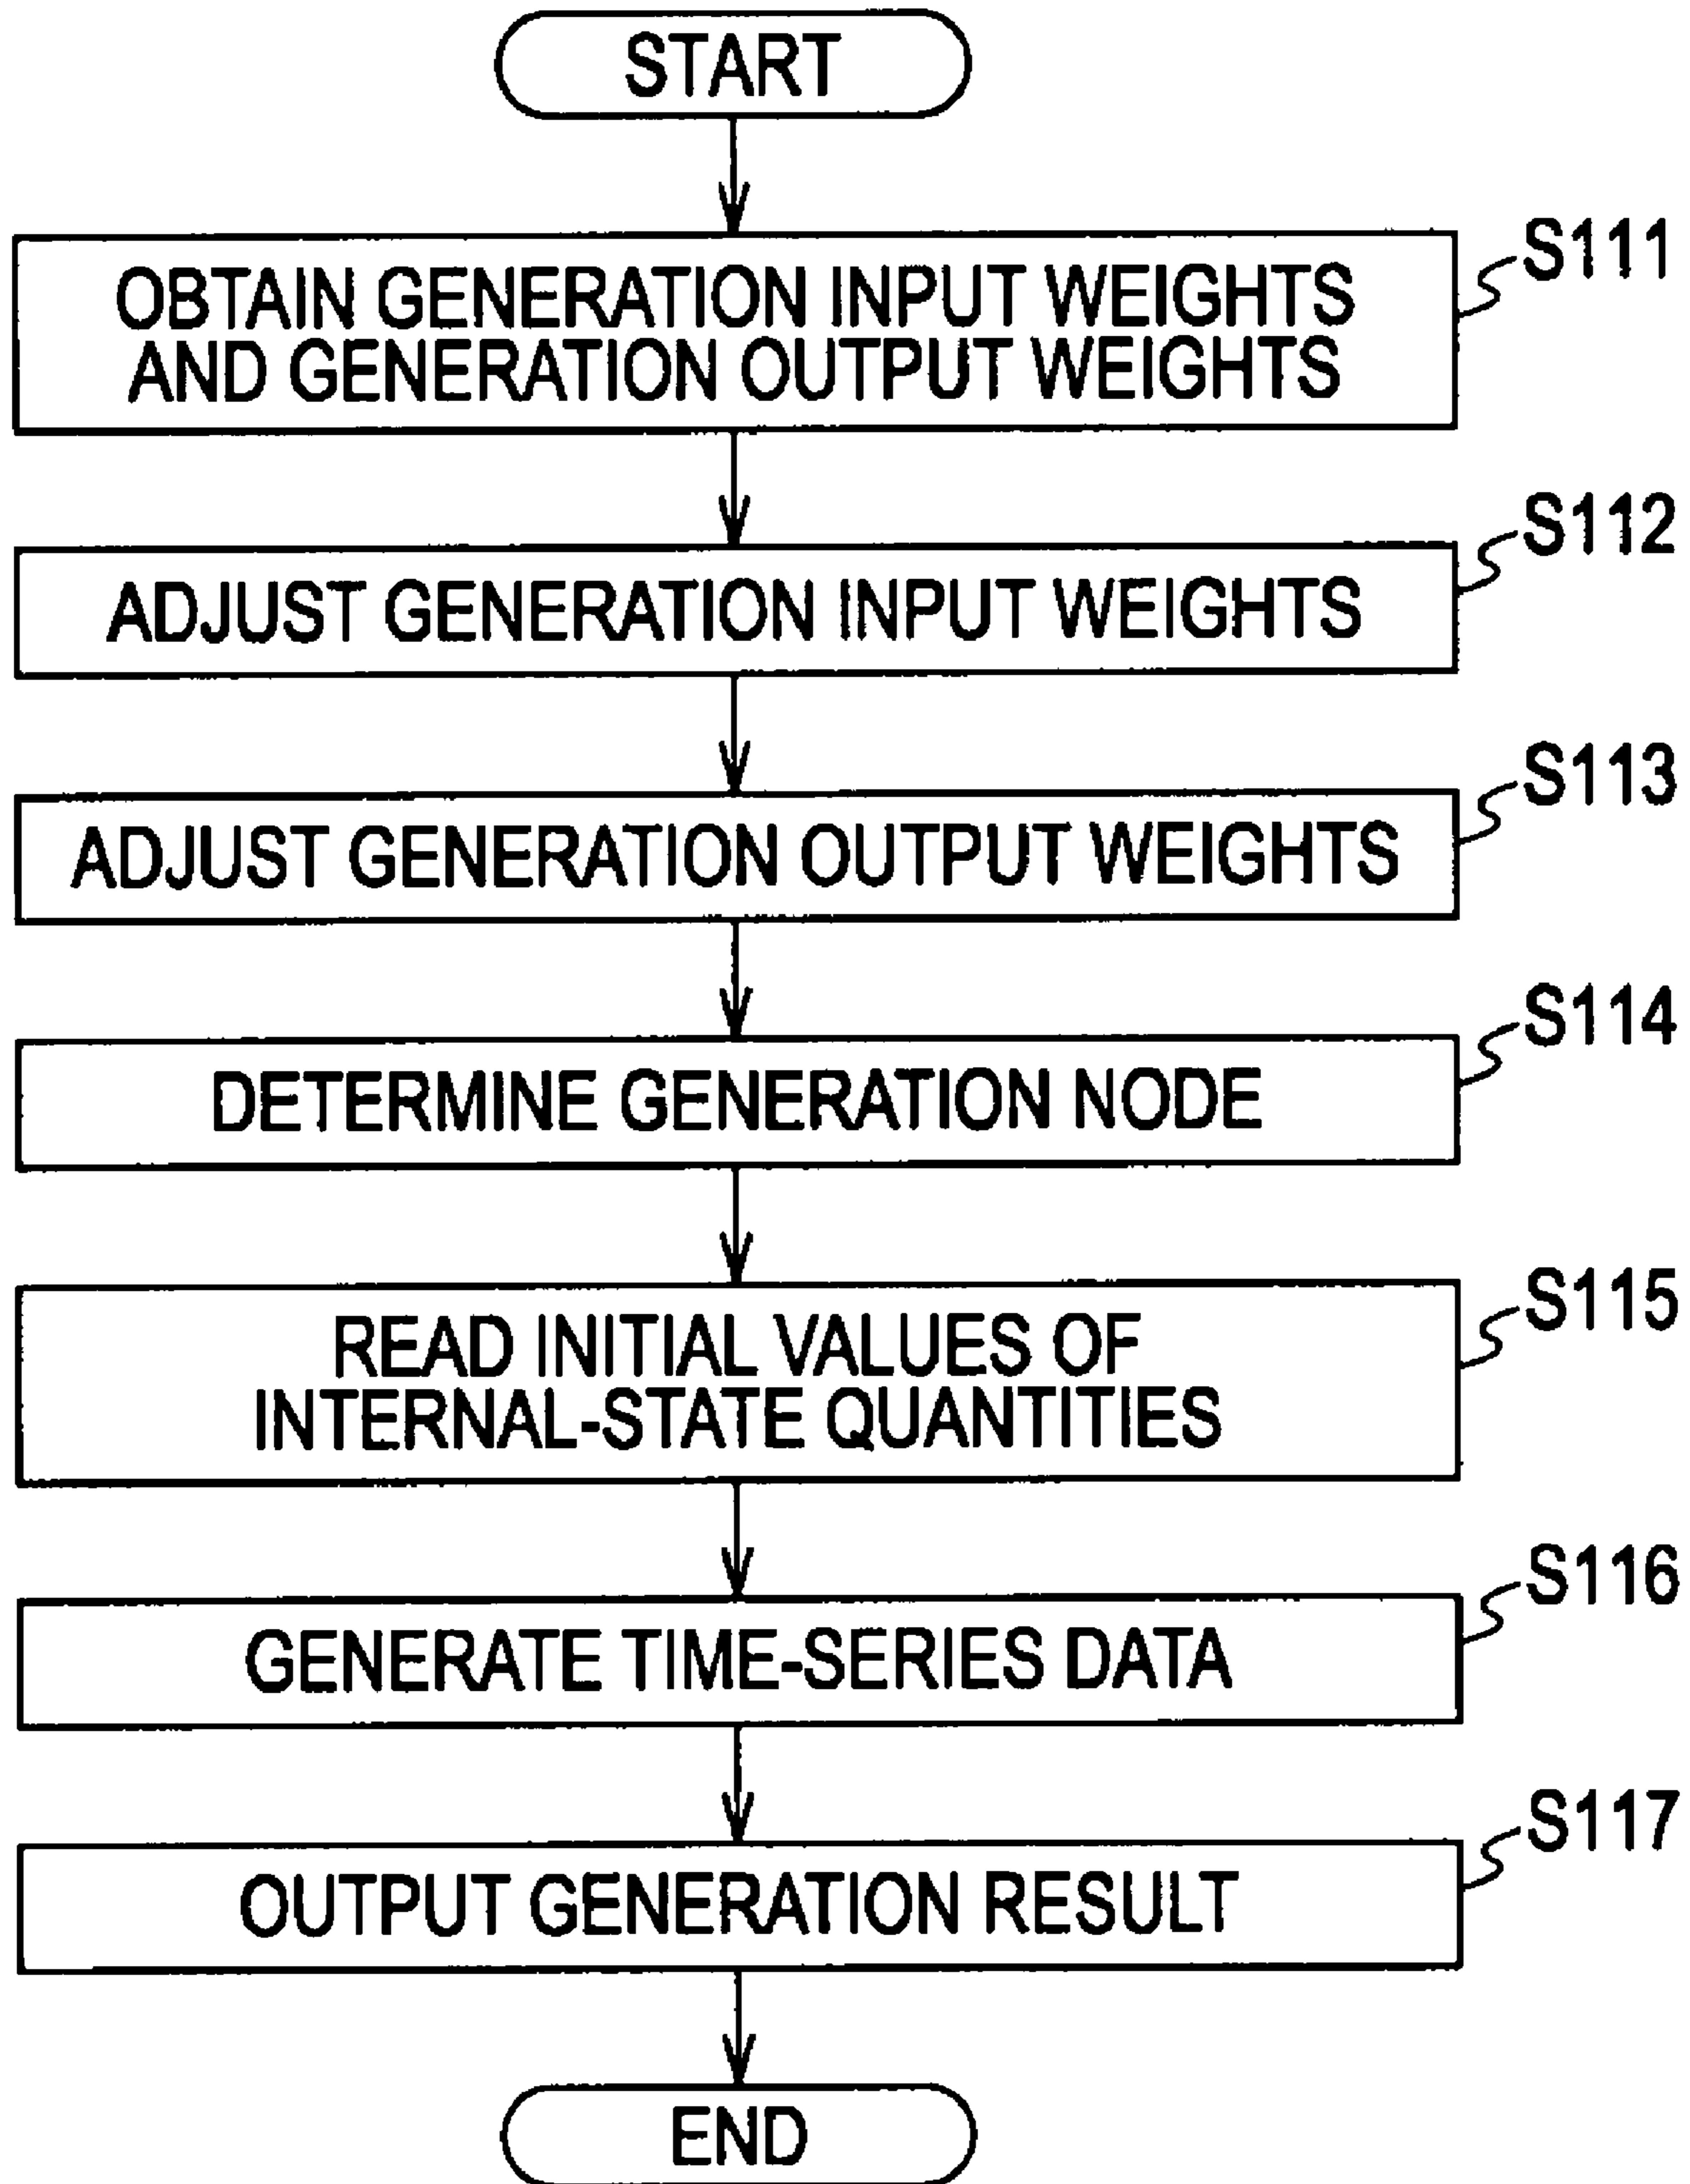 START
S111
OBTAIN GENERATION INPUT WEIGHTS
AND GENERATION OUTPUT WEIGHTS
S112
ADJUST GENERATION INPUT WEIGHTS
S113
ADJUST GENERATION OUTPUT WEIGHTS
S114
DETERMINE GENERATION NODE
S115
READ INITIAL VALUES OF
INTERNAL-STATE QUANTITIES
S116
GENERATE TIME-SERIES DATA
S117
OUTPUT GENERATION RESULT
END